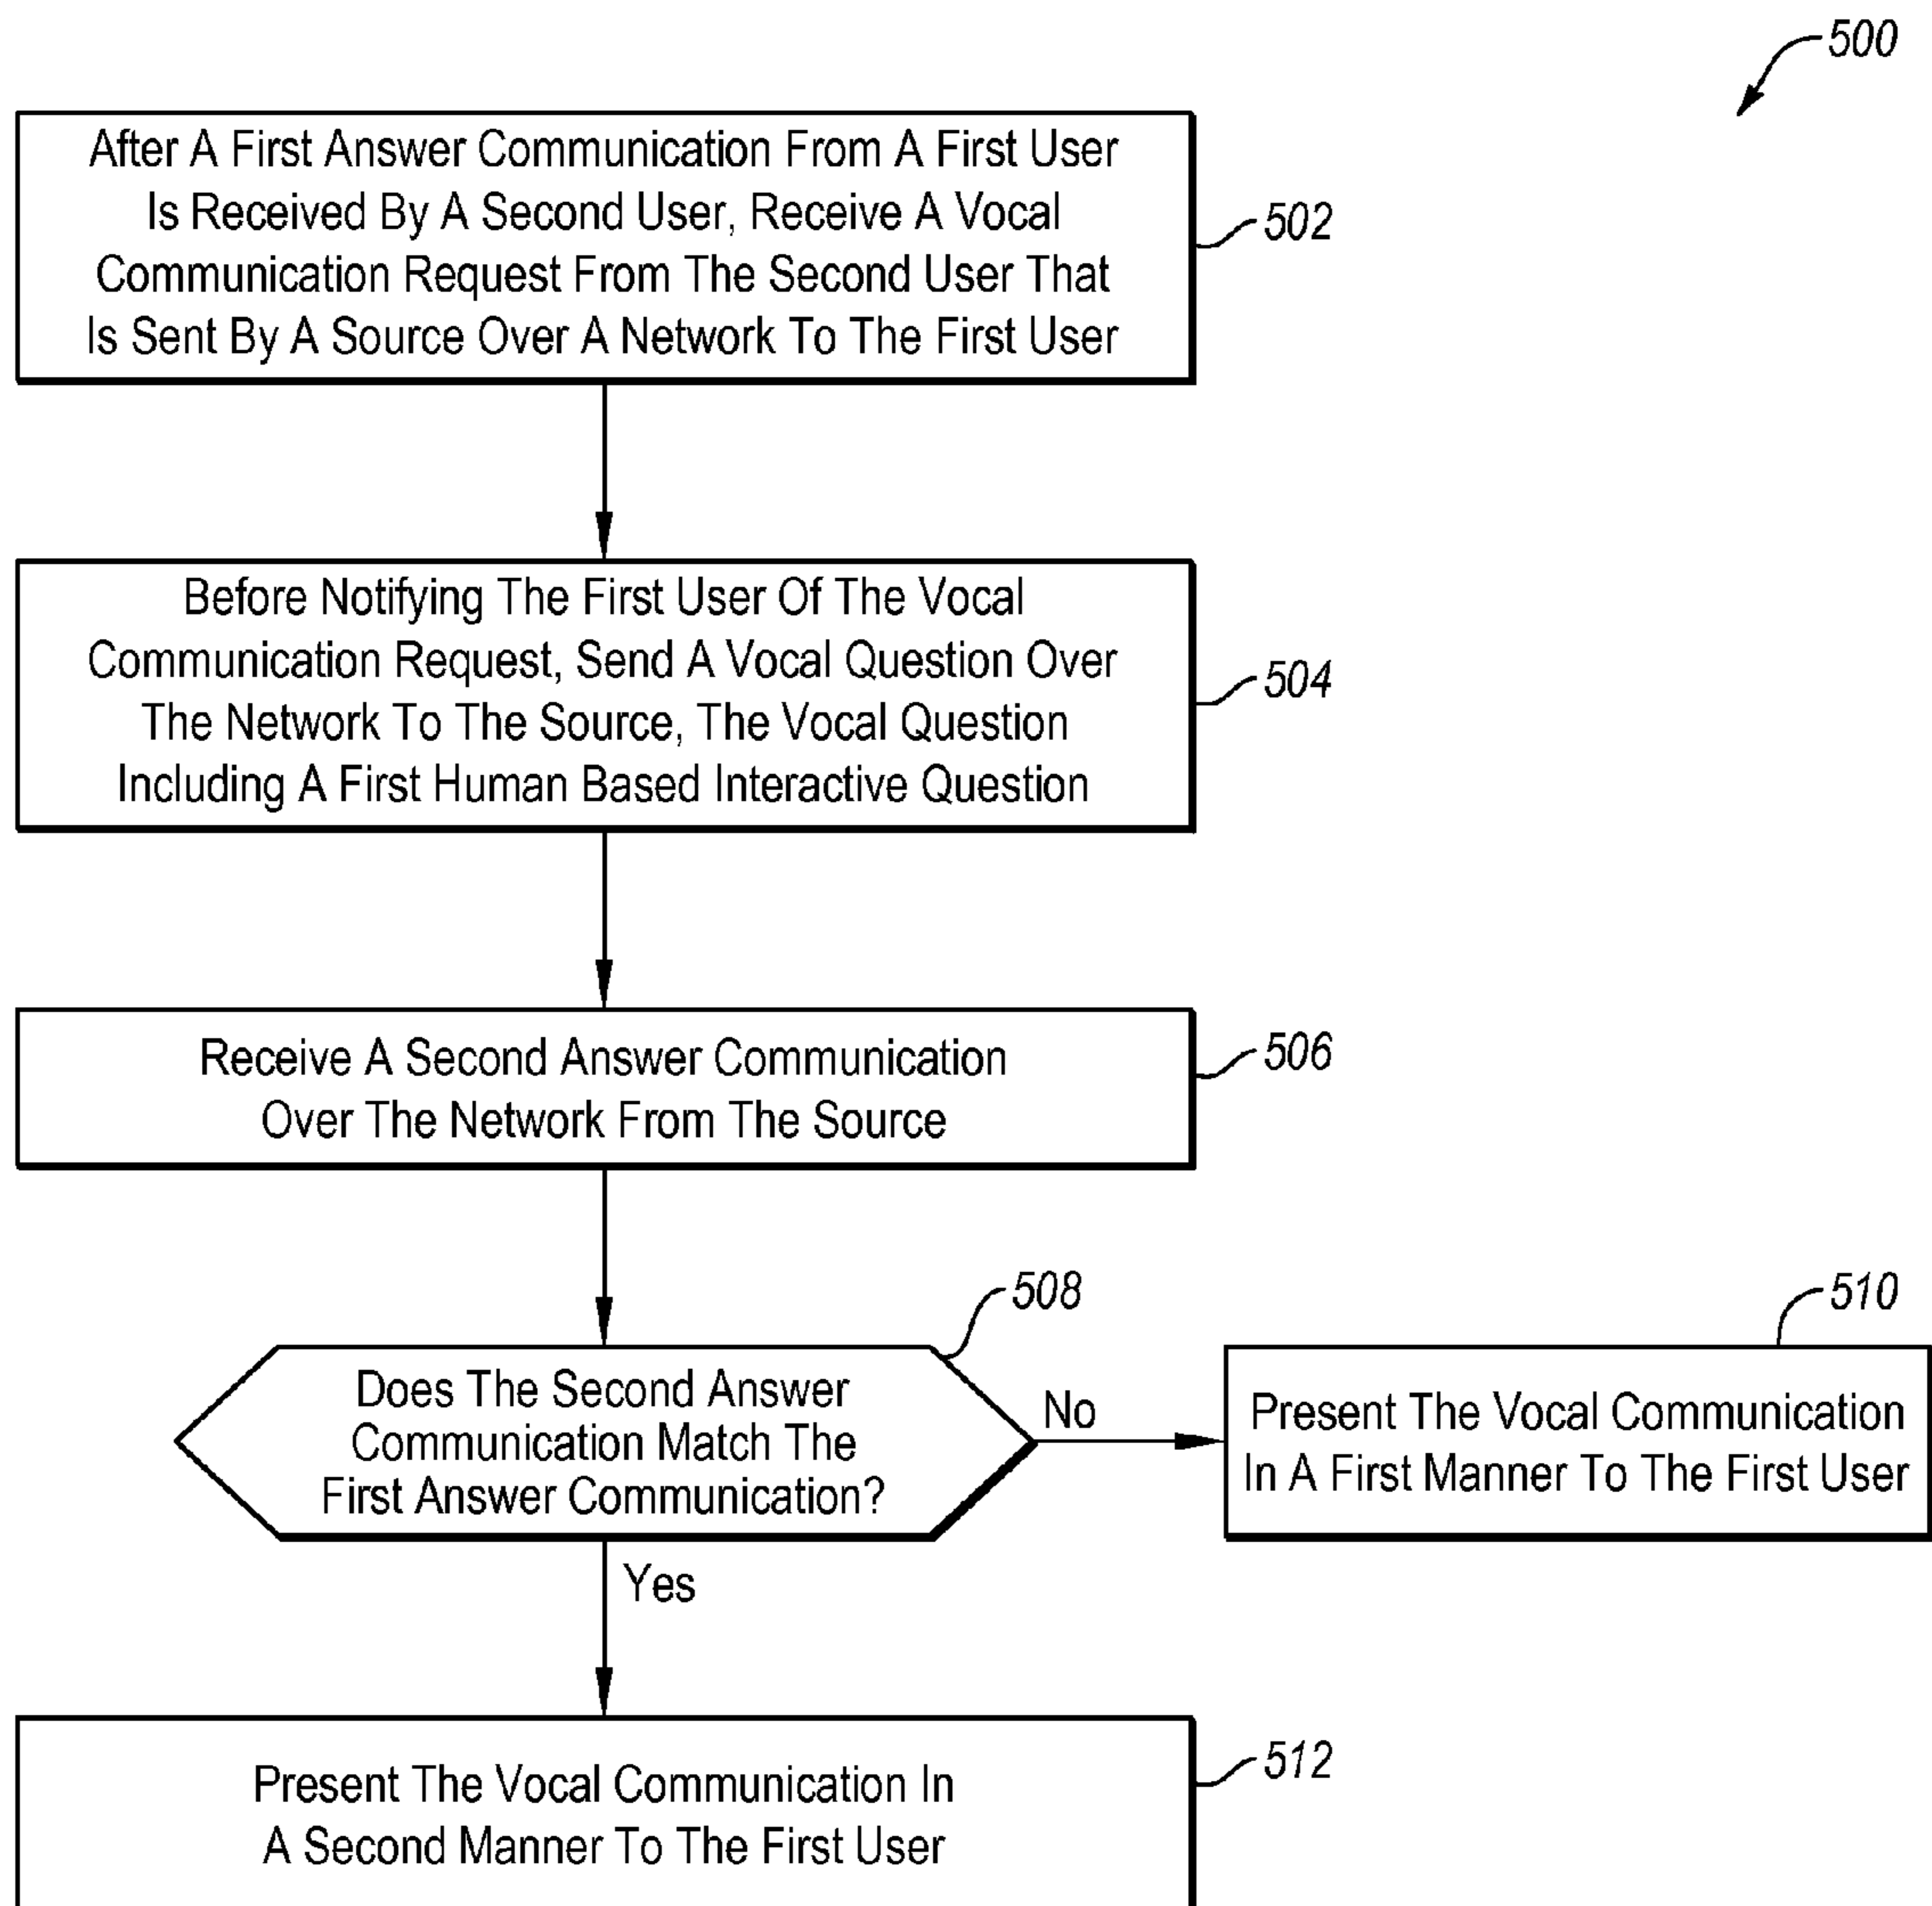 500
After A First Answer Communication From A First User
Is Received By A Second User, Receive A Vocal
Communication Request From The Second User That
Is Sent By A Source Over A Network To The First User
502
Before Notifying The First User Of The Vocal
Communication Request, Send A Vocal Question Over
The Network To The Source, The Vocal Question
Including A First Human Based Interactive Question
504
Receive A Second Answer Communication
Over The Network From The Source
506
508
Does The Second Answer
Communication Match The
First Answer Communication?
No
510
Present The Vocal Communication
In A First Manner To The First User
Yes
Present The Vocal Communication In
A Second Manner To The First User
512